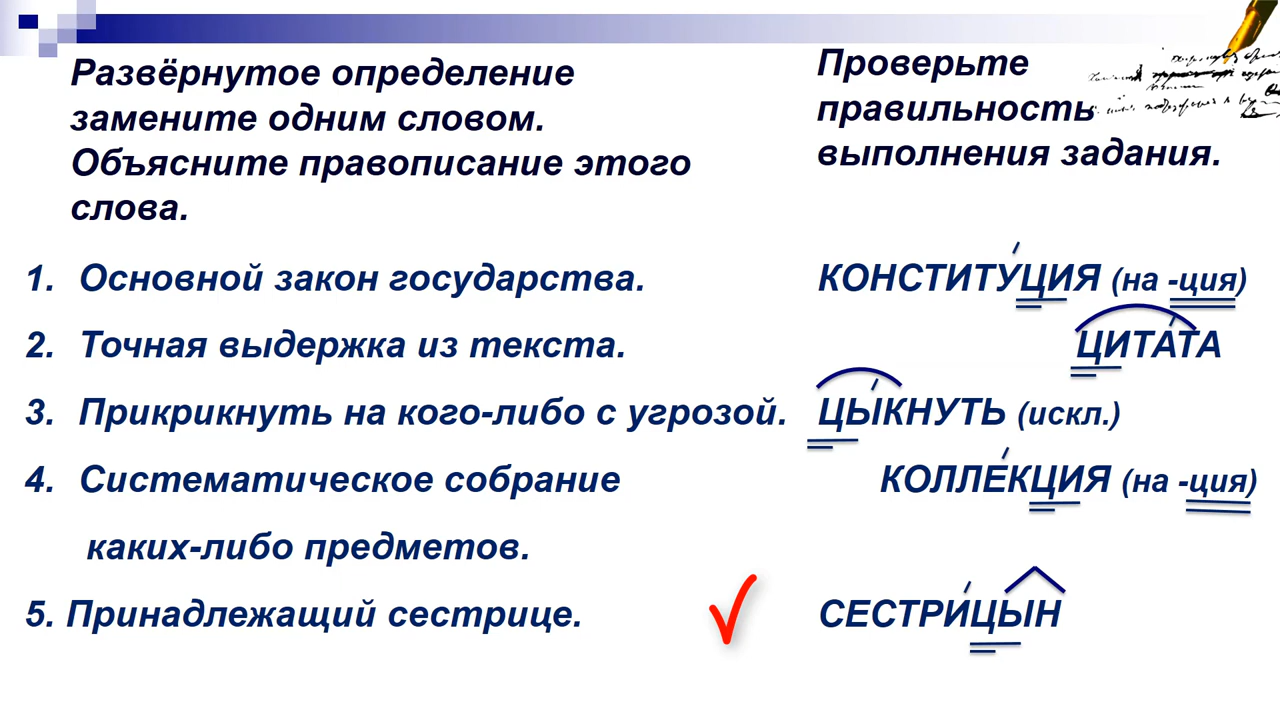 Развёрнутое определение
замените одним словом.
Объясните правописание этого
слова.
Проверьте
правильность
выполнения задания.
1. Основной закон государства. КОНСТИТУЦИЯ (на -ция)
2. Точная выдержка из текста. ЦИТАТА
3. Прикрикнуть на кого-либо с угрозой. ЦЫКНУТЬ (искл.)
4. Систематическое собрание КОЛЛЕКЦИЯ (на -ция)
каких-либо предметов.
5. Принадлежащий сестрице. СЕСТРИЦЫН